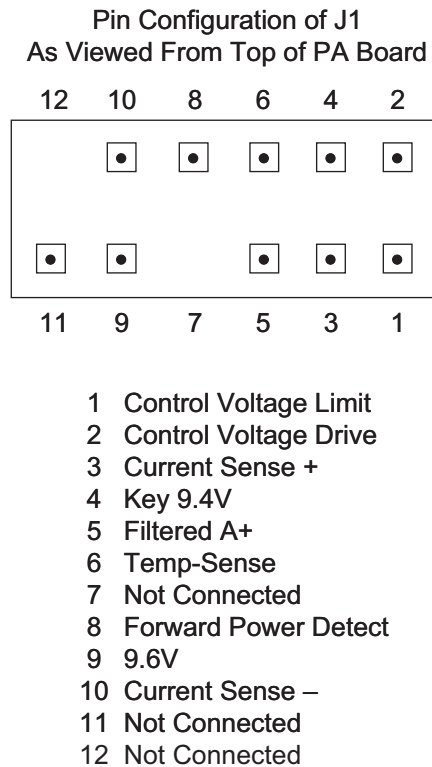 Pin Configuration of J1
As Viewed From Top of PA Board
12 10 8 6 4 2
11 9 7 5 3 1
1 Control Voltage Limit
2 Control Voltage Drive
3 Current Sense +
4 Key 9.4V
5 Filtered A+
6 Temp-Sense
7 Not Connected
8 Forward Power Detect
9 9.6V
10 Current Sense –
11 Not Connected
12 Not Connected